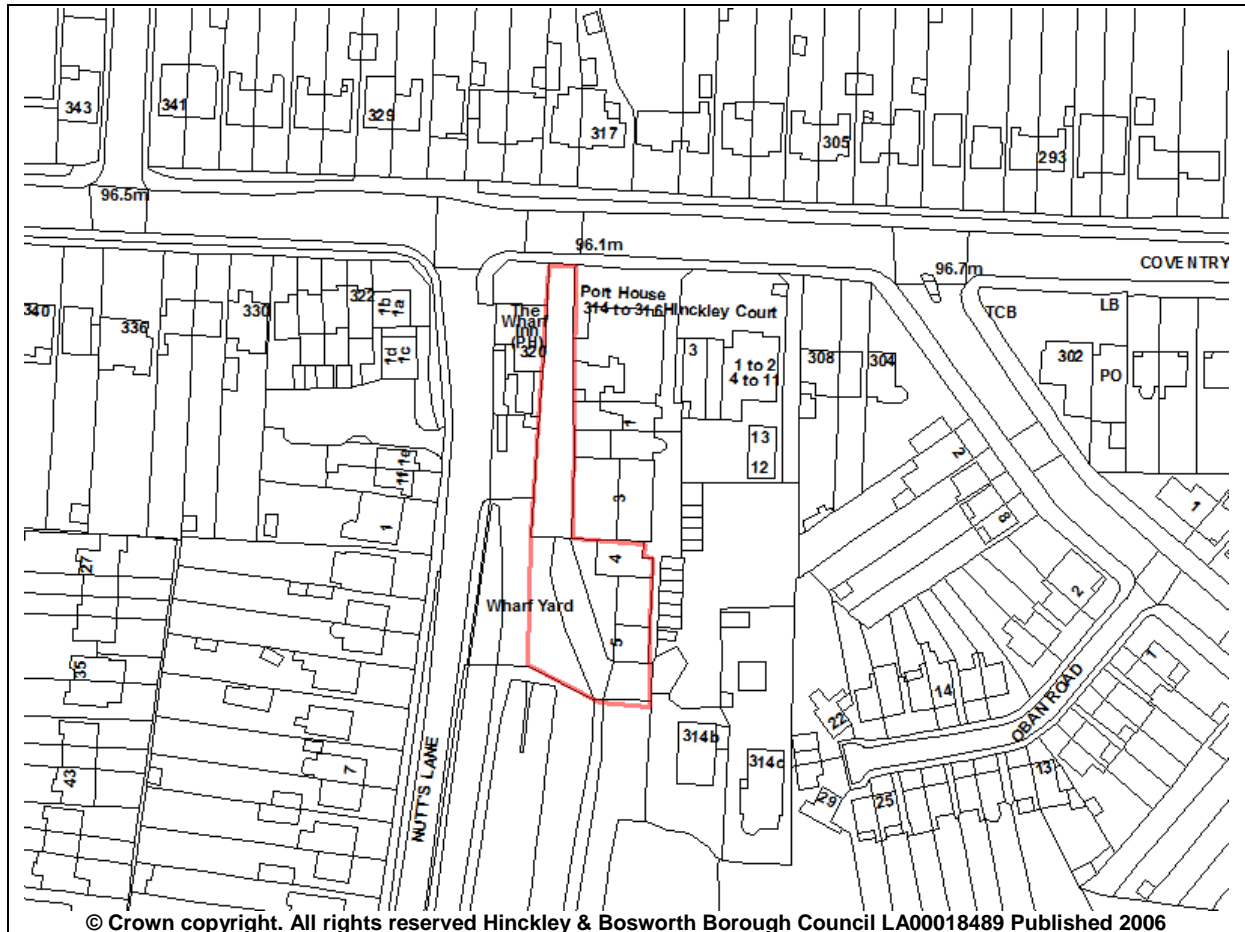 343
341
329
317
305
293
96.5m
96.1m
96.7m
COVENTRY
340
336
330
322
1b
1a
1d
1c
The
Wharf
Inn
(P.H)
320
Port House
314 to 316
Hinckley Court
3
1 to 2
4 to 11
308
304
TCB
LB
302
PO
1
13
12
3
2
8
1
1e
1f
1
27
4
2
Wharf Yard
5
1
35
14
22
OBAN ROAD
314b
314c
7
43
13
29
25
NUTT'S LANE
© Crown copyright. All rights reserved Hinckley & Bosworth Borough Council LA00018489 Published 2006